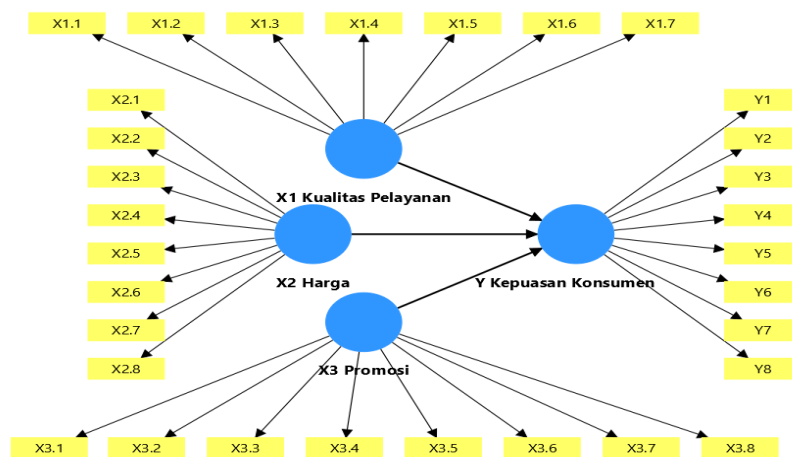 X1.1 X1.2 X1.3 X1.4 X1.5 X1.6 X1.7
X2.1
X2.2
X2.3
X2.4
X2.5
X2.6
X2.7
X2.8
X1 Kualitas Pelayanan
X2 Harga
X3 Promosi
Y Kepuasan Konsumen
Y1
Y2
Y3
Y4
Y5
Y6
Y7
Y8
X3.1 X3.2 X3.3 X3.4 X3.5 X3.6 X3.7 X3.8